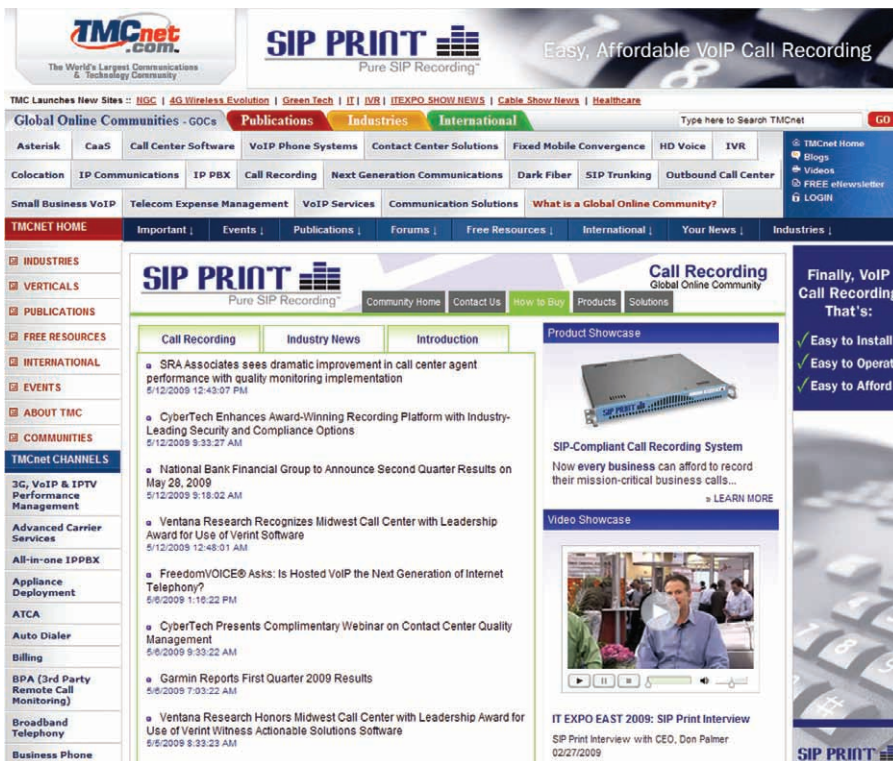 TMCnet
.com
The World's Largest Communications
& Technology Community
SIP PRINT
Pure SIP Recording™
Easy, Affordable VoIP Call Recording
TMC Launches New Sites :: NGC | 4G Wireless Evolution | Green Tech | IT | IVR | ITEXPO SHOW NEWS | Cable Show News | Healthcare
Global Online Communities - GOCs Publications Industries International Type here to Search TMCnet GO
Asterisk CaaS Call Center Software VoIP Phone Systems Contact Center Solutions Fixed Mobile Convergence HD Voice IVR
Colocation IP Communications IP PBX Call Recording Next Generation Communications Dark Fiber SIP Trunking Outbound Call Center
Small Business VoIP Telecom Expense Management VoIP Services Communication Solutions What is a Global Online Community?
TMCnet Home
Blogs
Videos
FREE eNewsletter
LOGIN
TMCNET HOME
Important ↓ Events ↓ Publications ↓ Forums ↓ Free Resources ↓ International ↓ Your News ↓ Industries ↓
INDUSTRIES
VERTICALS
PUBLICATIONS
FREE RESOURCES
INTERNATIONAL
EVENTS
ABOUT TMC
COMMUNITIES
TMCnet CHANNELS
3G, VoIP & IPTV
Performance
Management
Advanced Carrier
Services
All-in-one IPPBX
Appliance
Deployment
ATCA
Auto Dialer
Billing
BPA (3rd Party
Remote Call
Monitoring)
Broadband
Telephony
Business Phone
SIP PRINT
Pure SIP Recording™
Call Recording
Global Online Community
Community Home Contact Us How to Buy Products Solutions
Call Recording Industry News Introduction
SRA Associates sees dramatic improvement in call center agent
performance with quality monitoring implementation
5/12/2009 12:43:07 PM
CyberTech Enhances Award-Winning Recording Platform with Industry-
Leading Security and Compliance Options
5/12/2009 9:33:27 AM
National Bank Financial Group to Announce Second Quarter Results on
May 28, 2009
5/12/2009 9:18:02 AM
Ventana Research Recognizes Midwest Call Center with Leadership
Award for Use of Verint Software
5/12/2009 12:48:01 AM
FreedomVOICE® Asks: Is Hosted VoIP the Next Generation of Internet
Telephony?
5/6/2009 1:16:22 PM
CyberTech Presents Complimentary Webinar on Contact Center Quality
Management
5/6/2009 9:33:22 AM
Garmin Reports First Quarter 2009 Results
5/6/2009 7:03:22 AM
Ventana Research Honors Midwest Call Center with Leadership Award for
Use of Verint Witness Actionable Solutions Software
5/5/2009 8:33:23 AM
Product Showcase
SIP PRINT
SIP-Compliant Call Recording System
Now every business can afford to record
their mission-critical business calls...
» LEARN MORE
Video Showcase
IT EXPO EAST 2009: SIP Print Interview
SIP Print Interview with CEO, Don Palmer
02/27/2009
Finally, VoIP
Call Recording
That's:
Easy to Install
Easy to Operat
Easy to Afford
SIP PRINT